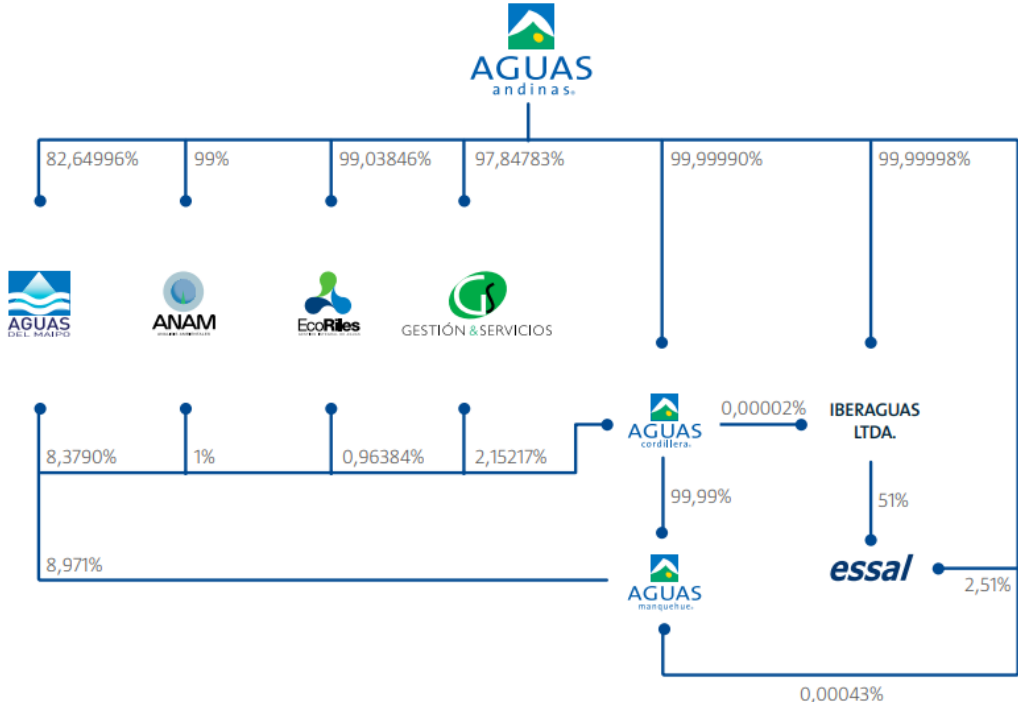 AGUAS
andinas®
82,64996%
99%
99,03846%
97,84783%
99,99990%
99,99998%
AGUAS
DEL MAIPO
ANAM
EcoRiles
GS
GESTIÓN & SERVICIOS
8,3790%
1%
0,96384%
2,15217%
AGUAS
cordillera®
0,00002%
IBERAGUAS
LTDA.
99,99%
51%
8,971%
AGUAS
manquehue®
essal
2,51%
0,00043%